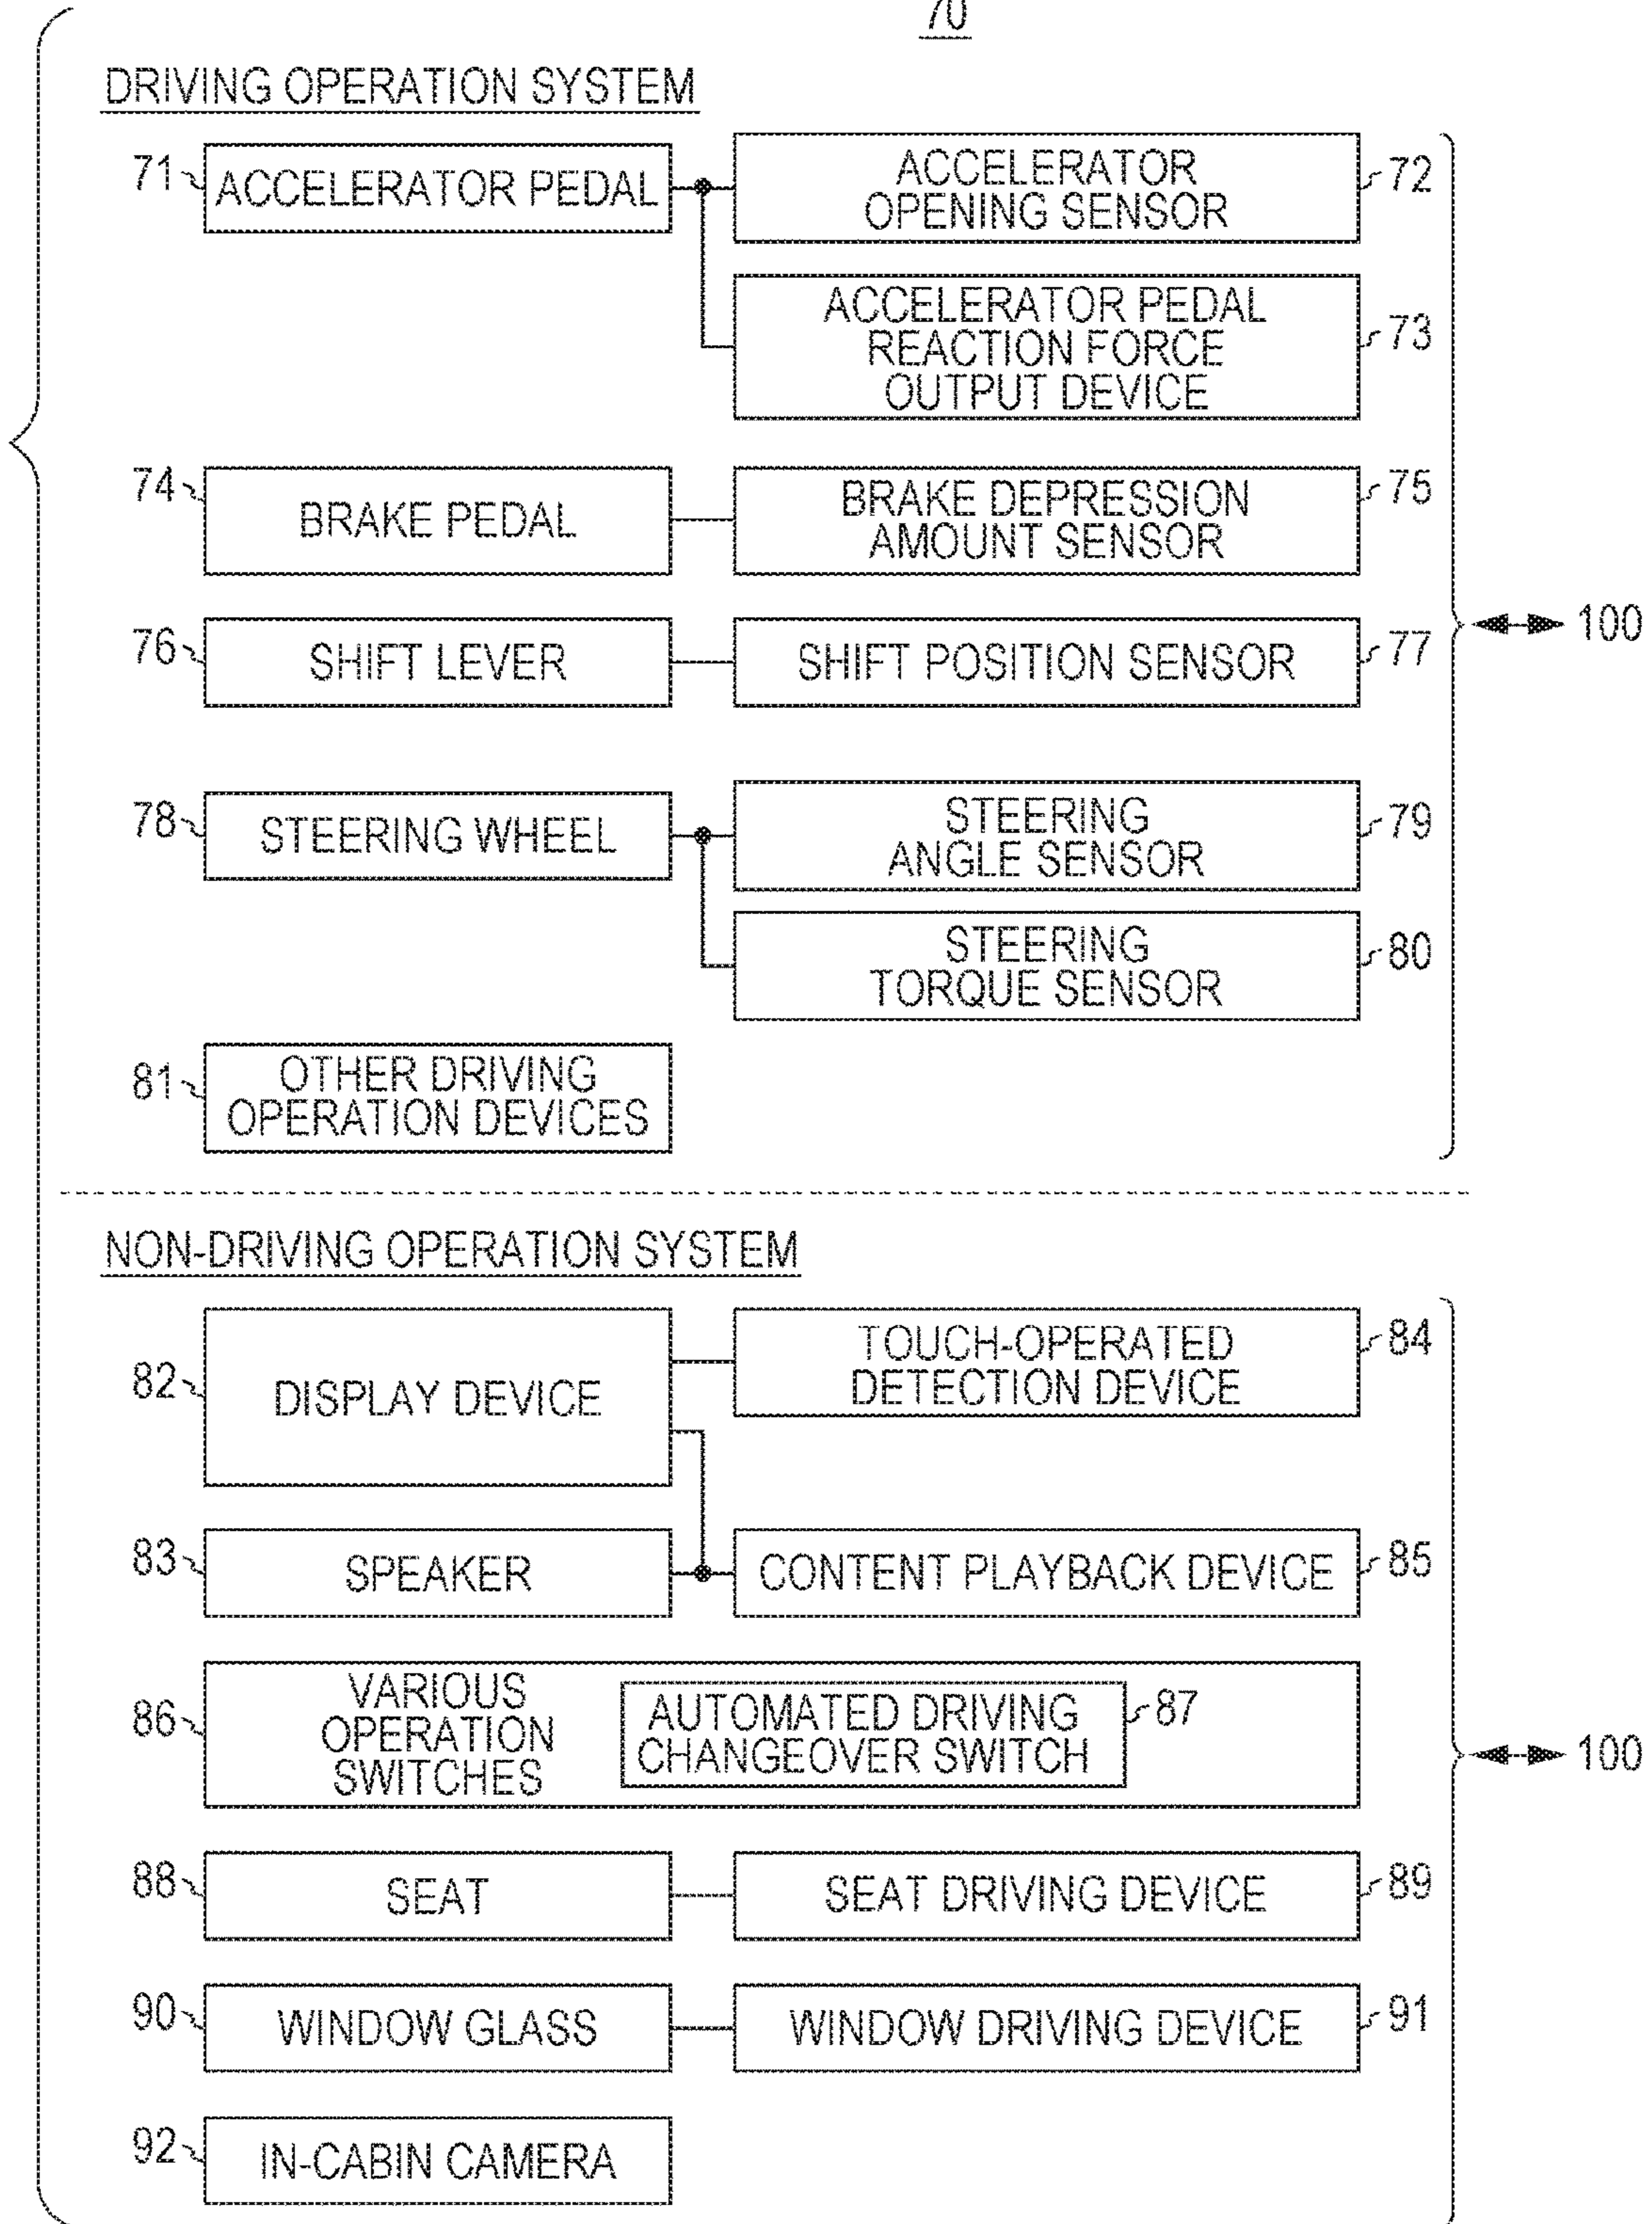 70
DRIVING OPERATION SYSTEM
71
ACCELERATOR PEDAL
ACCELERATOR
OPENING SENSOR
72
ACCELERATOR PEDAL
REACTION FORCE
OUTPUT DEVICE
73
74
BRAKE PEDAL
BRAKE DEPRESSION
AMOUNT SENSOR
75
76
SHIFT LEVER
SHIFT POSITION SENSOR
77
100
78
STEERING WHEEL
STEERING
ANGLE SENSOR
79
STEERING
TORQUE SENSOR
80
81
OTHER DRIVING
OPERATION DEVICES
NON-DRIVING OPERATION SYSTEM
82
DISPLAY DEVICE
TOUCH-OPERATED
DETECTION DEVICE
84
83
SPEAKER
CONTENT PLAYBACK DEVICE
85
86
VARIOUS
OPERATION
SWITCHES
AUTOMATED DRIVING
CHANGEOVER SWITCH
87
100
88
SEAT
SEAT DRIVING DEVICE
89
90
WINDOW GLASS
WINDOW DRIVING DEVICE
91
92
IN-CABIN CAMERA